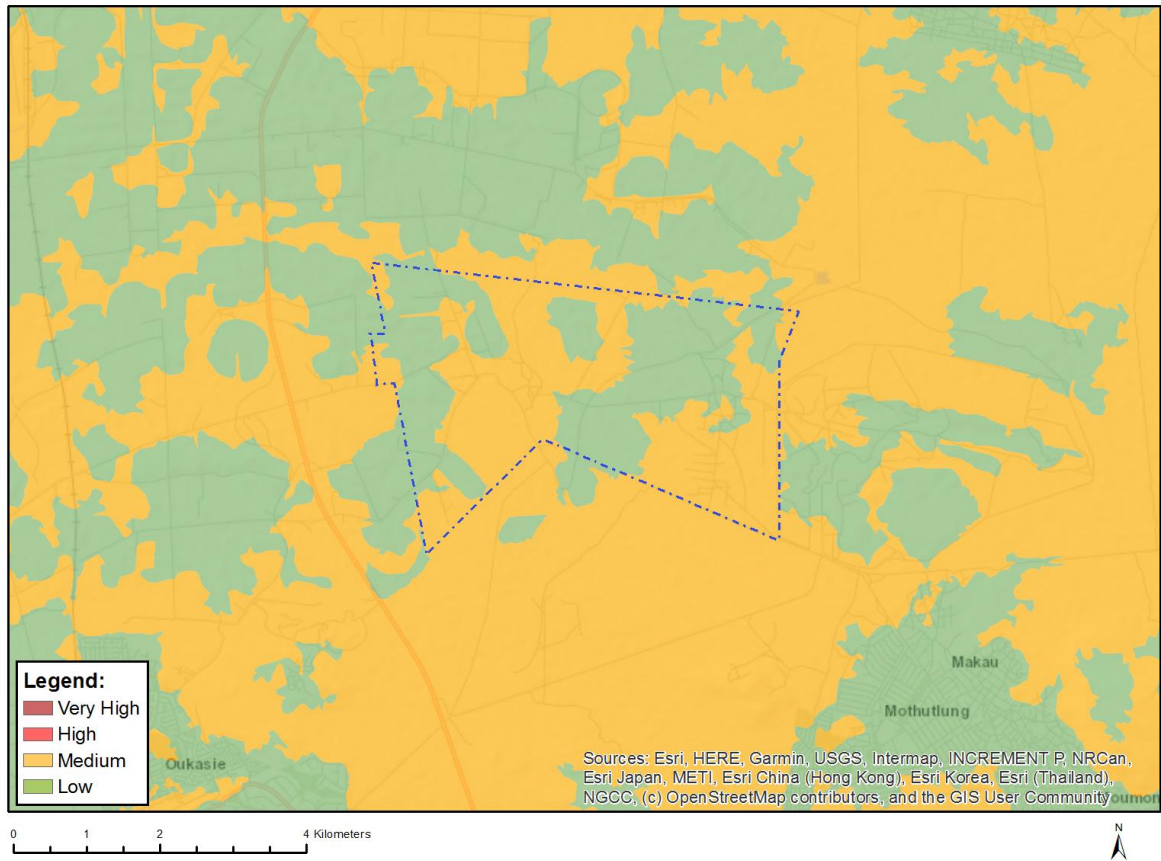 Makau
Mothutlung
Oukasie
Legend:
Very High
High
Medium
Low
Sources: Esri, HERE, Garmin, USGS, Intermap, INCREMENT P, NRCan,
Esri Japan, METI, Esri China (Hong Kong), Esri Korea, Esri (Thailand),
NGCC, (c) OpenStreetMap contributors, and the GIS User Community
0 1 2 4 Kilometers
N